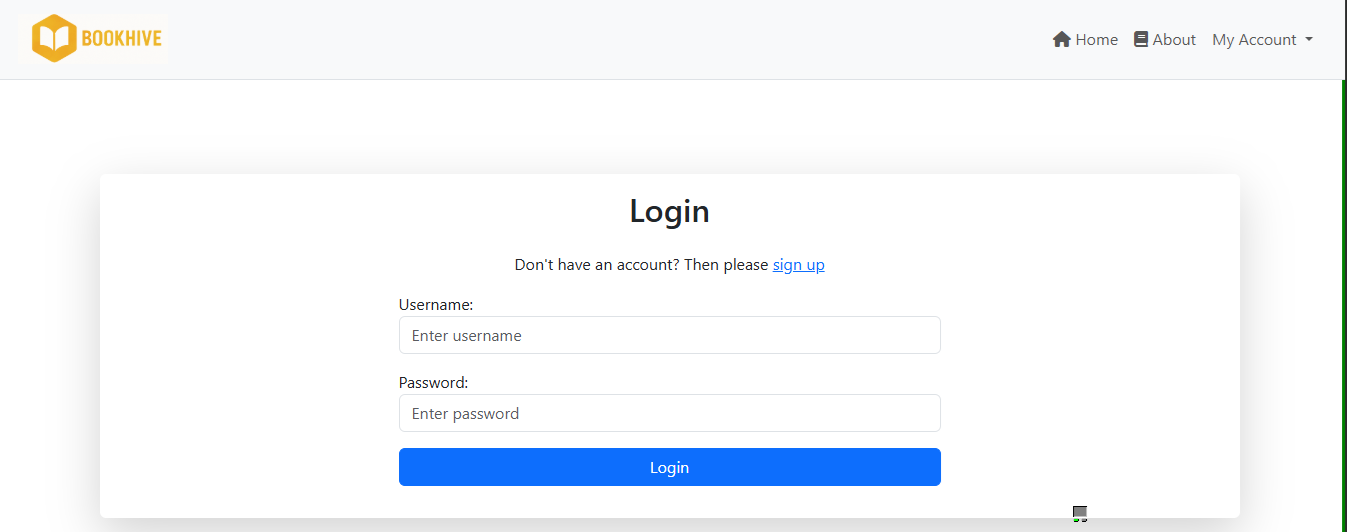 BOOKHIVE
Home About My Account
Login
Don't have an account? Then please sign up
Username:
Enter username
Password:
Enter password
Login